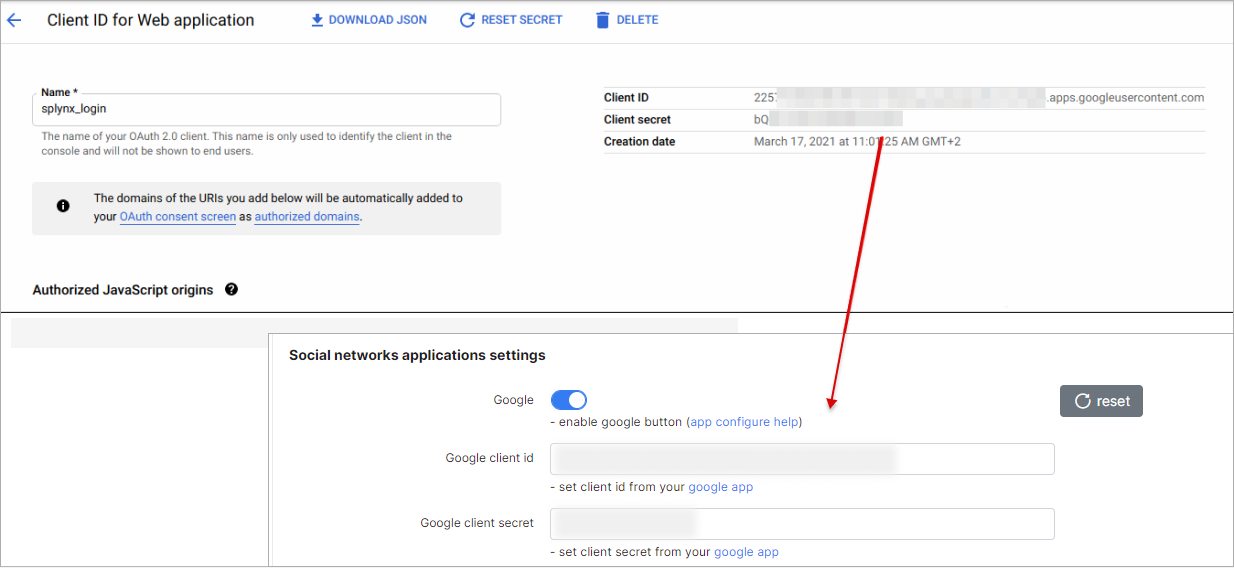 Client ID for Web application DOWNLOAD JSON RESET SECRET DELETE
Name *
splynx_login
The name of your OAuth 2.0 client. This name is only used to identify the client in the
console and will not be shown to end users.
Client ID 2257 .apps.googleusercontent.com
Client secret bQ
Creation date March 17, 2021 at 11:01:25 AM GMT+2
The domains of the URIs you add below will be automatically added to
your OAuth consent screen as authorized domains.
Authorized JavaScript origins
Social networks applications settings
Google
reset
- enable google button (app configure help)
Google client id
- set client id from your google app
Google client secret
- set client secret from your google app